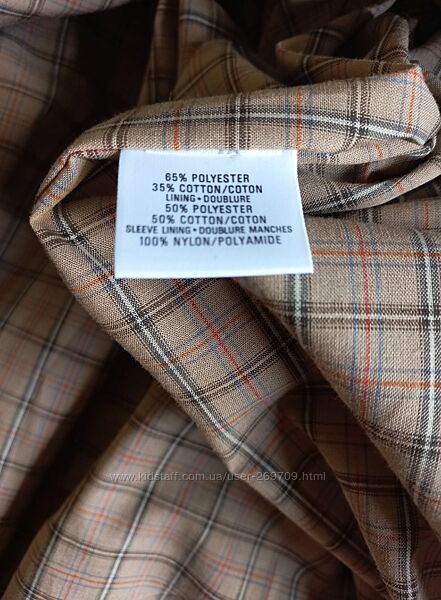 65% POLYESTER
35% COTTON/COTON
LINING • DOUBLURE
50% POLYESTER
50% COTTON/COTON
SLEEVE LINING • DOUBLURE MANCHES
100% NYLON/POLYAMIDE
www.kidstaff.com.ua/user-269709.html